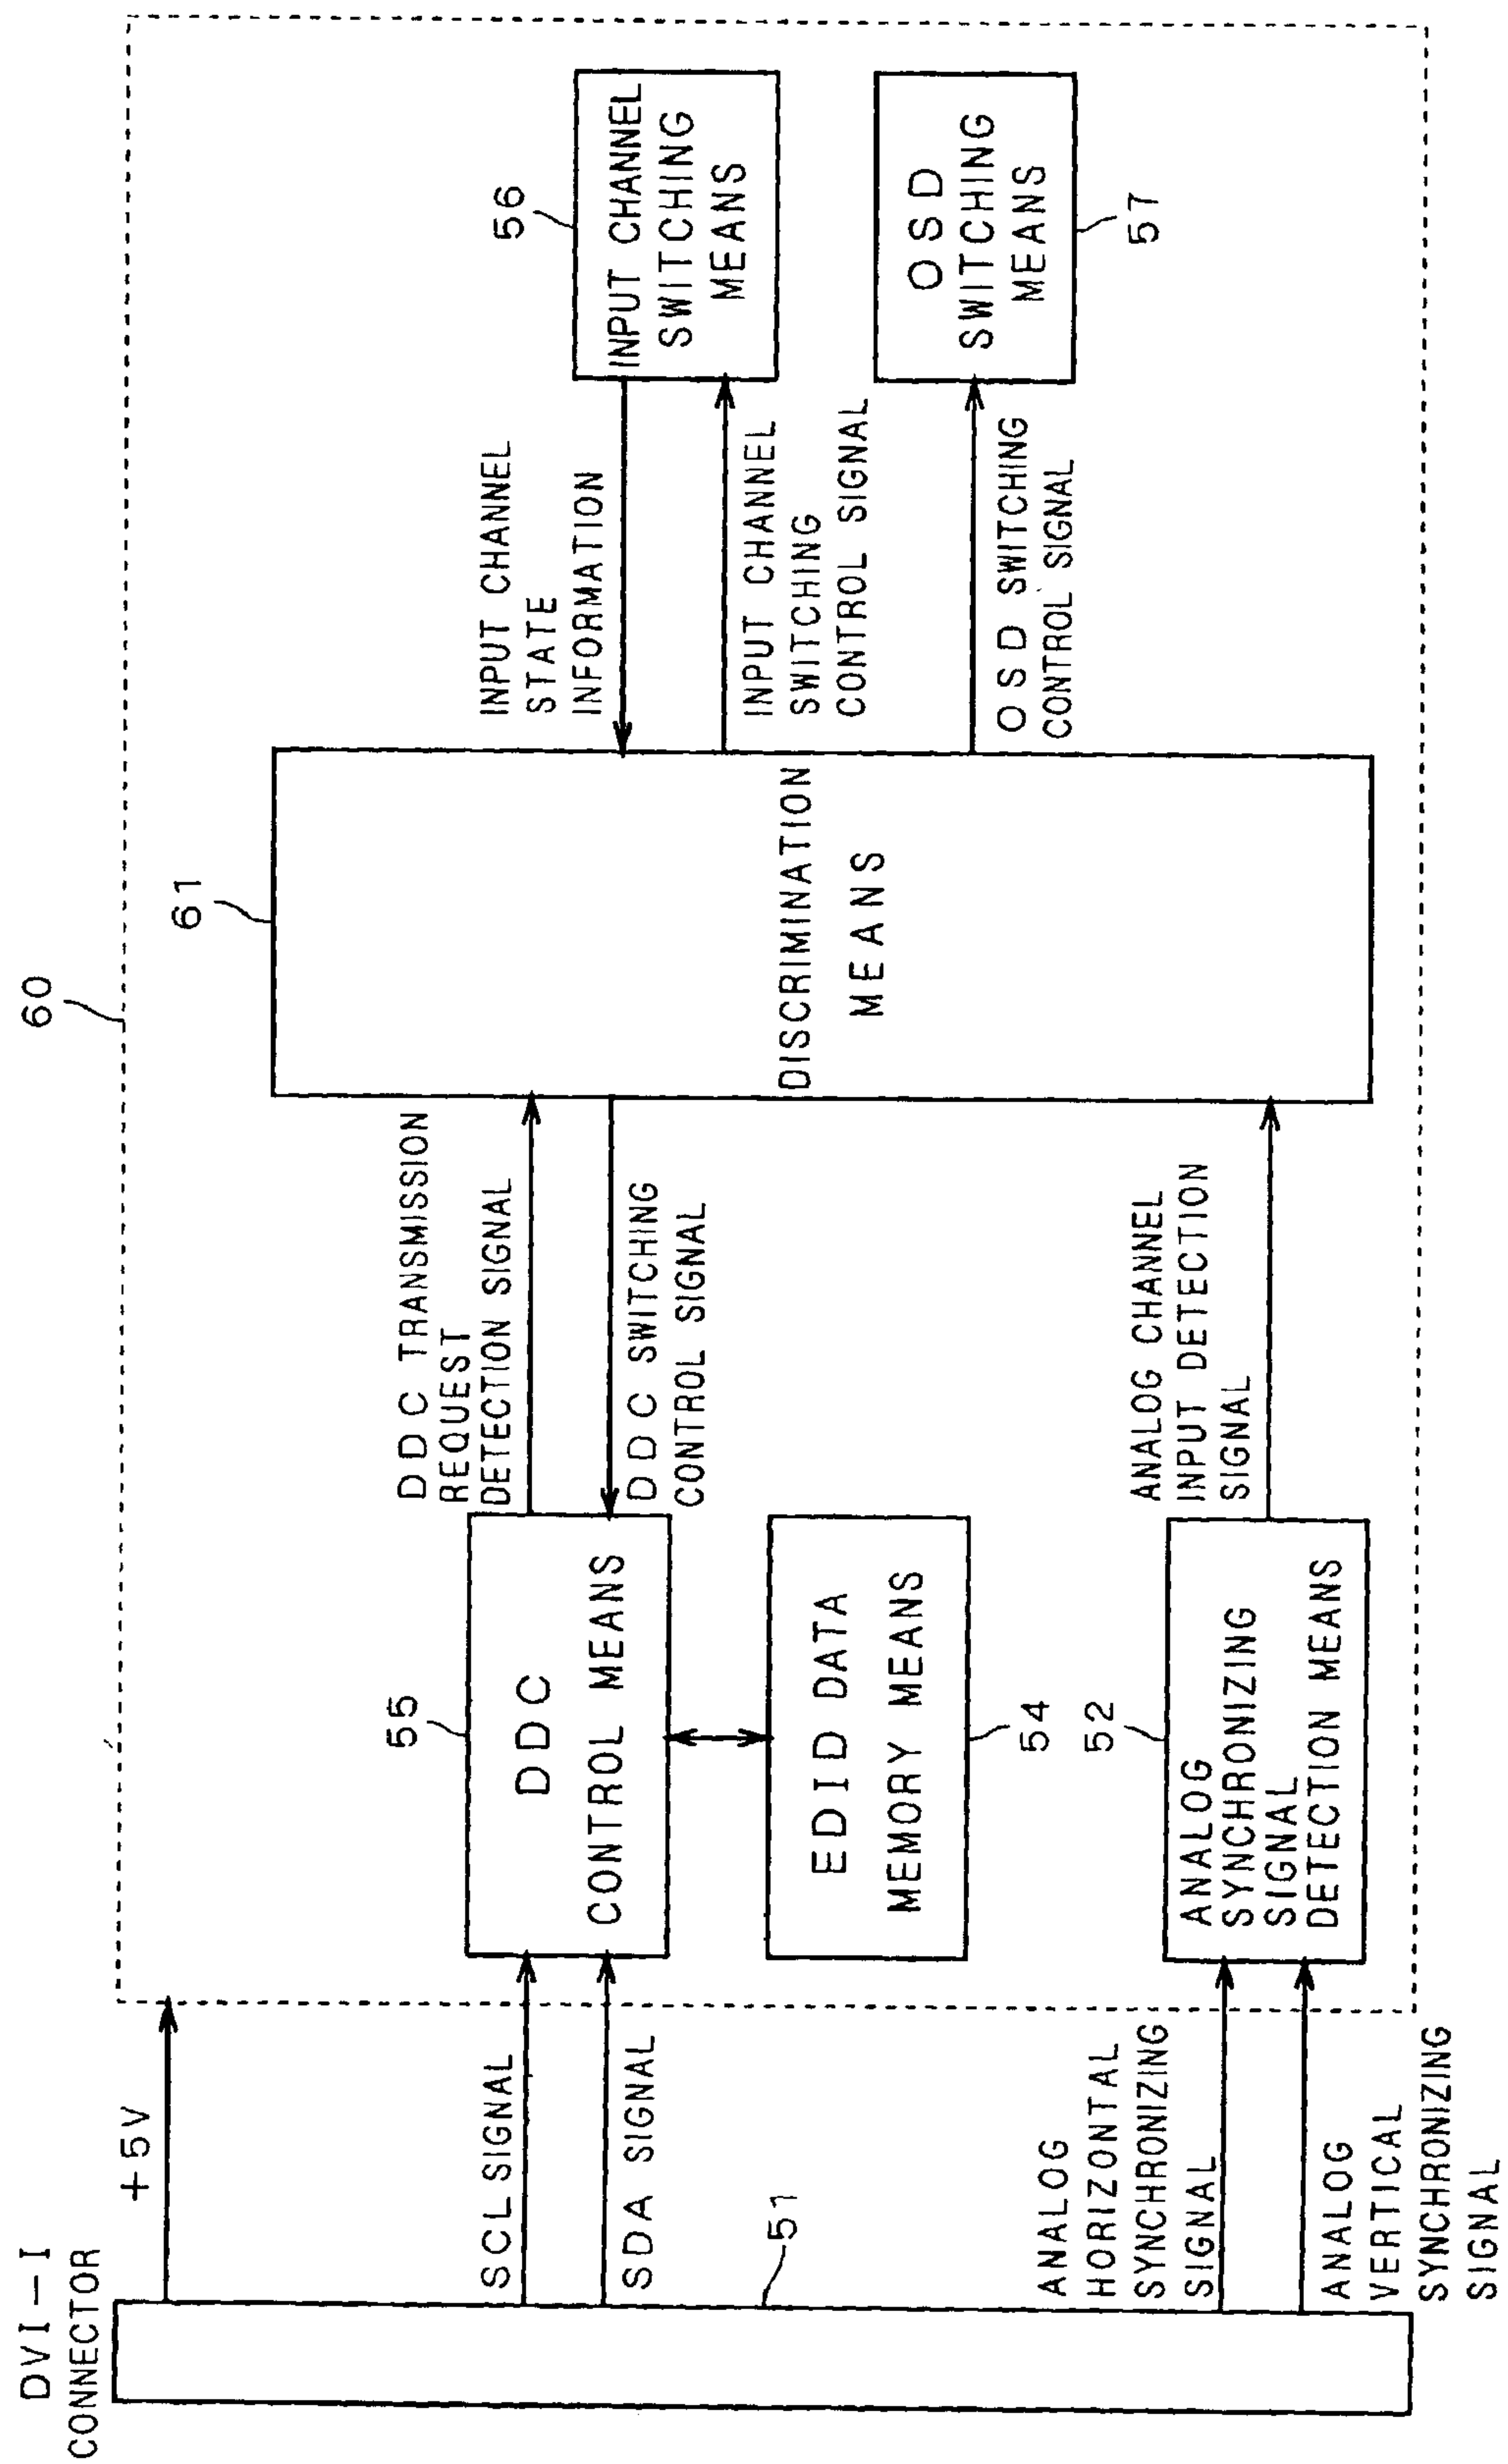 60
61
DVI-I
CONNECTOR
+5V
SCL SIGNAL
SDA SIGNAL
51
ANALOG
HORIZONTAL
SYNCHRONIZING
SIGNAL
ANALOG
VERTICAL
SYNCHRONIZING
SIGNAL
55
DDC
CONTROL MEANS
EDID DATA
MEMORY MEANS
54
52
ANALOG
SYNCHRONIZING
SIGNAL
DETECTION MEANS
DDC TRANSMISSION
REQUEST
DETECTION SIGNAL
DDC SWITCHING
CONTROL SIGNAL
ANALOG CHANNEL
INPUT DETECTION
SIGNAL
DISCRIMINATION
MEANS
INPUT CHANNEL
STATE
INFORMATION
INPUT CHANNEL
SWITCHING
CONTROL SIGNAL
OSD SWITCHING
CONTROL SIGNAL
56
INPUT CHANNEL
SWITCHING
MEANS
OSD
SWITCHING
MEANS
57